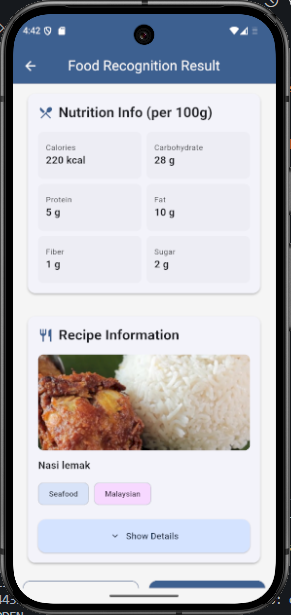 4:42
Food Recognition Result
Nutrition Info (per 100g)
Calories
220 kcal
Carbohydrate
28 g
Protein
5 g
Fat
10 g
Fiber
1 g
Sugar
2 g
Recipe Information
Nasi lemak
Seafood
Malaysian
Show Details